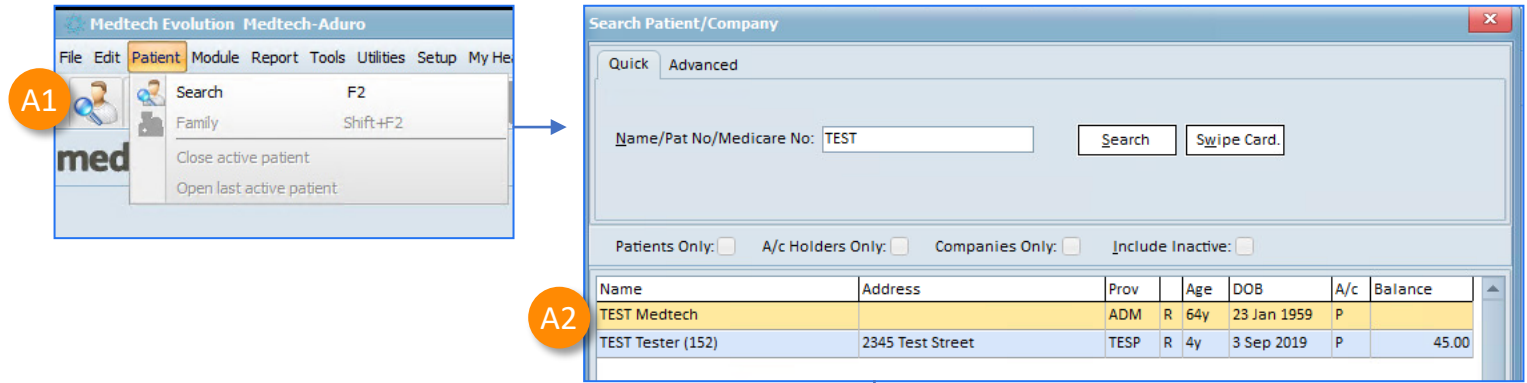 Medtech Evolution Medtech-Aduro
File Edit Patient Module Report Tools Utilities Setup My He
A1
Search F2
Family Shift+F2
med
Close active patient
Open last active patient
Search Patient/Company
Quick Advanced
Name/Pat No/Medicare No: TEST Search Swipe Card.
Patients Only: A/c Holders Only: Companies Only: Include Inactive:
Name Address Prov Age DOB A/c Balance
A2
TEST Medtech ADM R 64y 23 Jan 1959 P
TEST Tester (152) 2345 Test Street TESP R 4y 3 Sep 2019 P 45.00